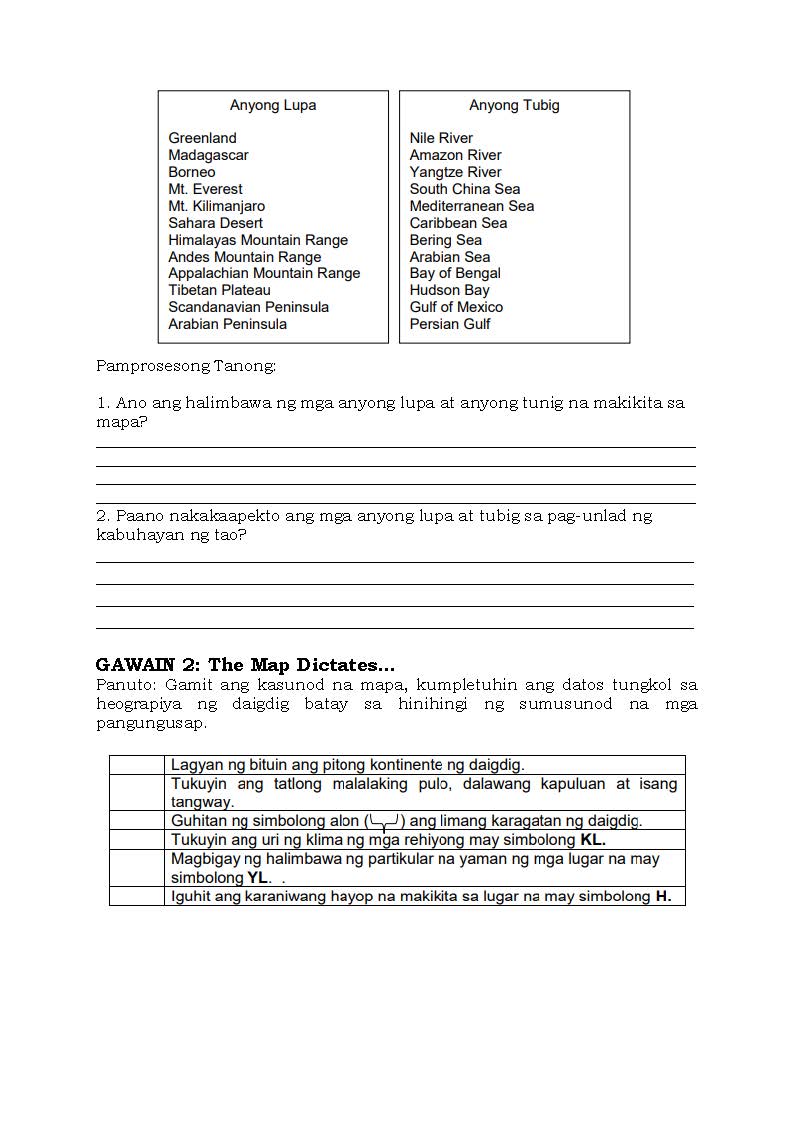 Anyong Lupa
Greenland
Madagascar
Borneo
Mt. Everest
Mt. Kilimanjaro
Sahara Desert
Himalayas Mountain Range
Andes Mountain Range
Appalachian Mountain Range
Tibetan Plateau
Scandanavian Peninsula
Arabian Peninsula
Anyong Tubig
Nile River
Amazon River
Yangtze River
South China Sea
Mediterranean Sea
Caribbean Sea
Bering Sea
Arabian Sea
Bay of Bengal
Hudson Bay
Gulf of Mexico
Persian Gulf
Pamprosesong Tanong:
1. Ano ang halimbawa ng mga anyong lupa at anyong tunig na makikita sa
mapa?
2. Paano nakakaapekto ang mga anyong lupa at tubig sa pag-unlad ng
kabuhayan ng tao?
GAWAIN 2: The Map Dictates...
Panuto: Gamit ang kasunod na mapa, kumpletuhin ang datos tungkol sa
heograpiya ng daigdig batay sa hinihingi ng sumusunod na mga
pangungusap.
Lagyan ng bituin ang pitong kontinente ng daigdig.
Tukuyin ang tatlong malalaking pulo, dalawang kapuluan at isang
tangway.
Guhitan ng simbolong alon ( ) ang limang karagatan ng daigdig.
Tukuyin ang uri ng klima ng mga rehiyong may simbolong KL.
Magbigay ng halimbawa ng partikular na yaman ng mga lugar na may
simbolong YL. .
Iguhit ang karaniwang hayop na makikita sa lugar na may simbolong H.